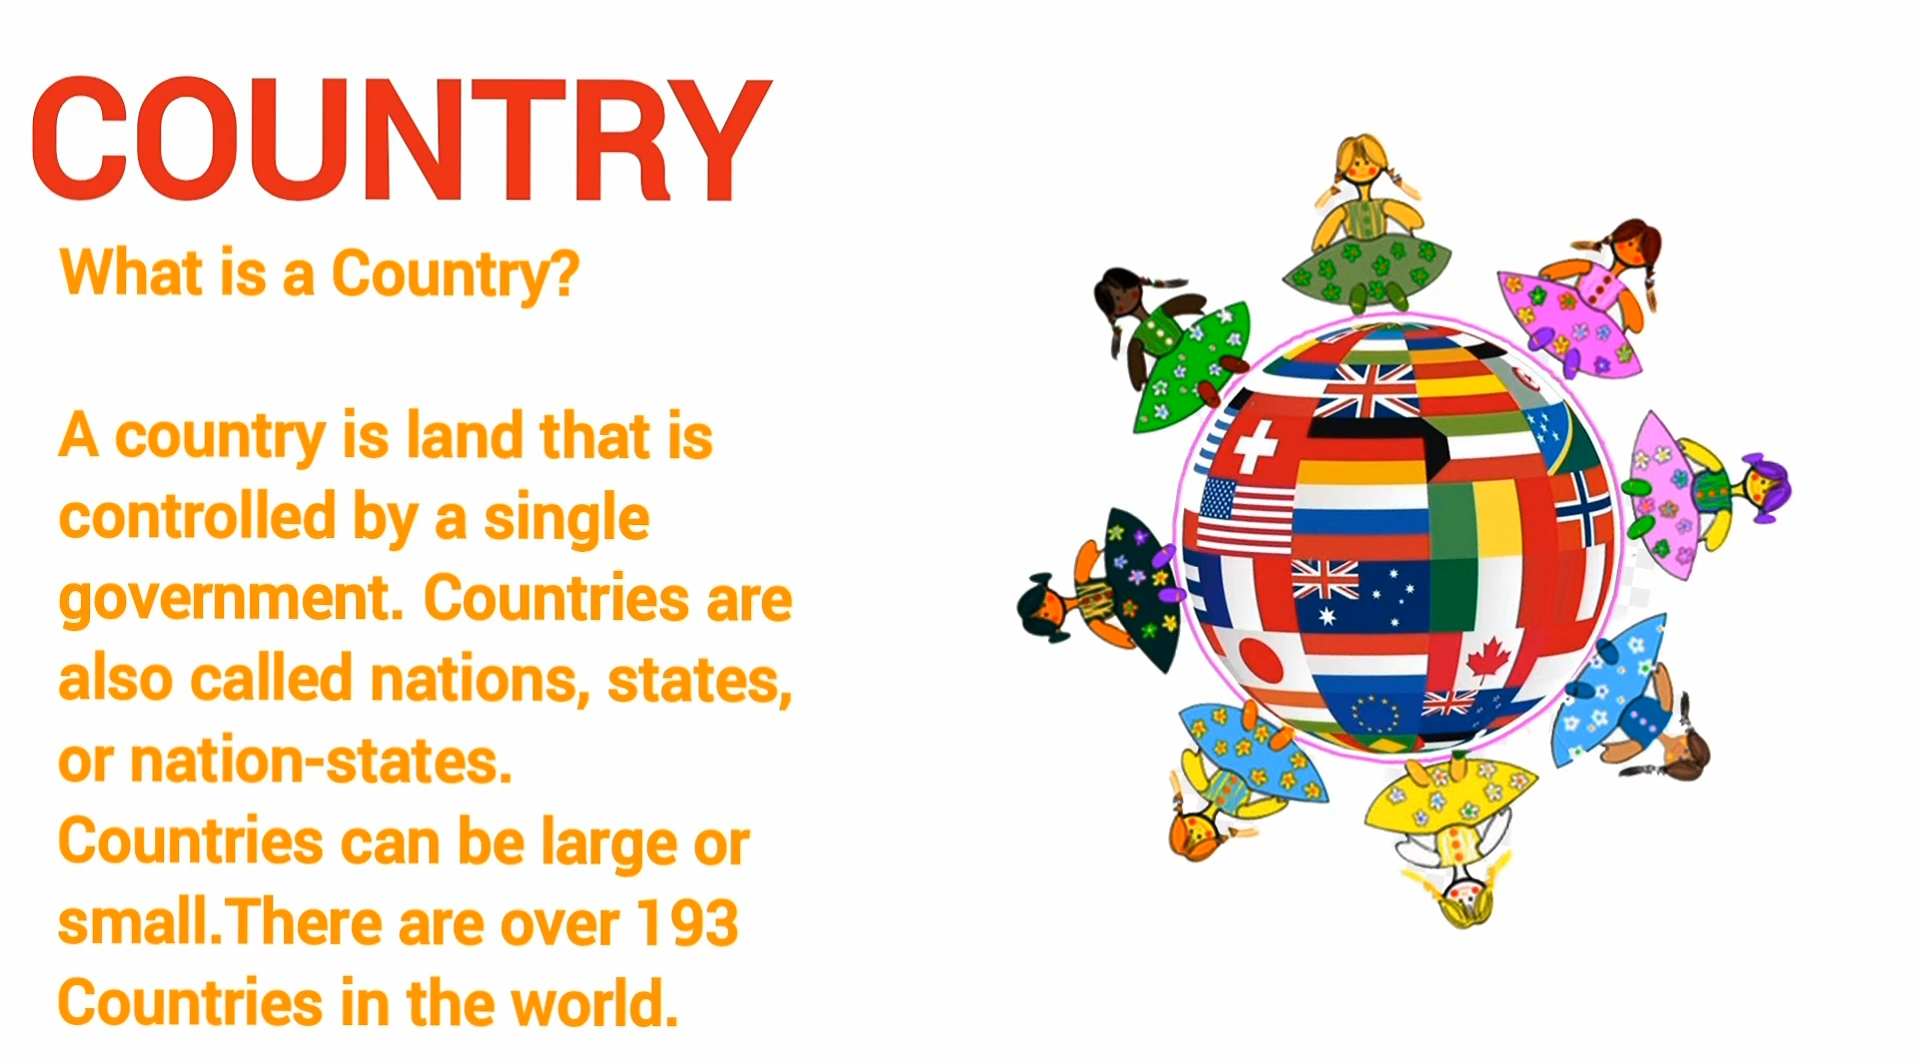 COUNTRY
What is a Country?
A country is land that is
controlled by a single
government. Countries are
also called nations, states,
or nation-states.
Countries can be large or
small.There are over 193
Countries in the world.